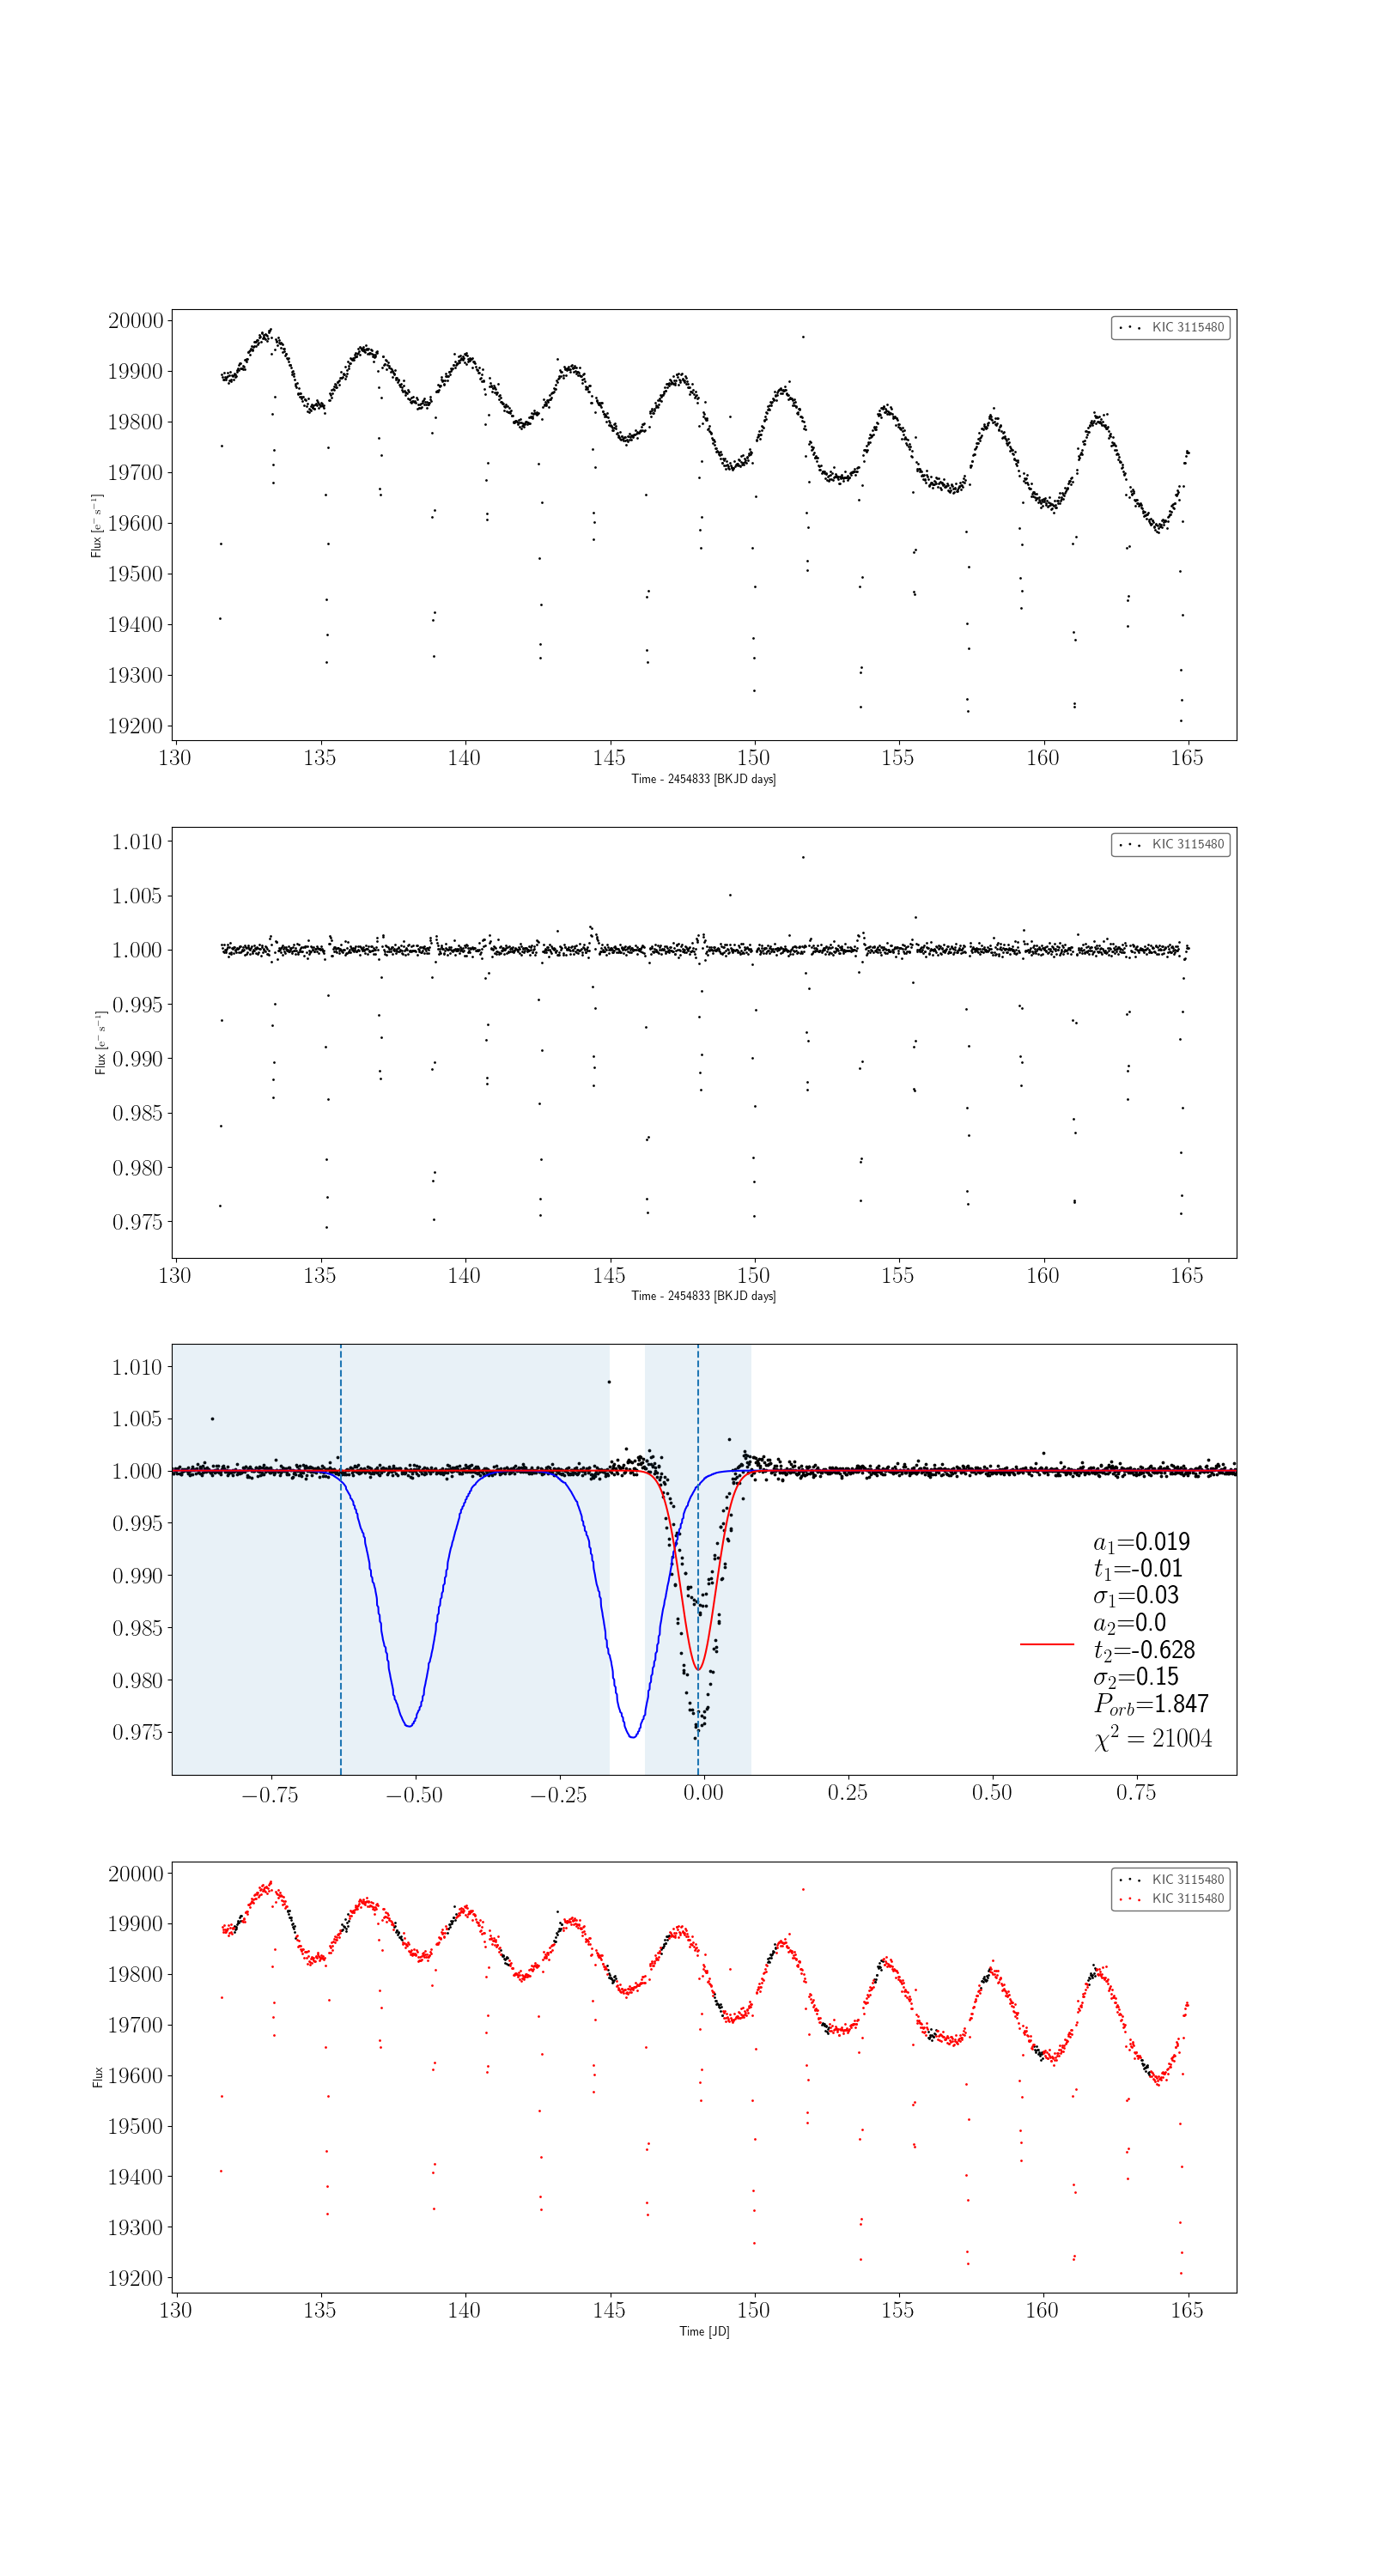 20000
19900
19800
19700
19600
19500
19400
19300
19200
Flux [e⁻ s⁻¹]
KIC 3115480
130 135 140 145 150 155 160 165
Time - 2454833 [BKJD days]
1.010
1.005
1.000
0.995
0.990
0.985
0.980
0.975
Flux [e⁻ s⁻¹]
KIC 3115480
130 135 140 145 150 155 160 165
Time - 2454833 [BKJD days]
1.010
1.005
1.000
0.995
0.990
0.985
0.980
0.975
a₁=0.019
t₁=-0.01
σ₁=0.03
a₂=0.0
t₂=-0.628
σ₂=0.15
P_orb=1.847
χ² = 21004
−0.75 −0.50 −0.25 0.00 0.25 0.50 0.75
20000
19900
19800
19700
19600
19500
19400
19300
19200
Flux
KIC 3115480
KIC 3115480
130 135 140 145 150 155 160 165
Time [JD]